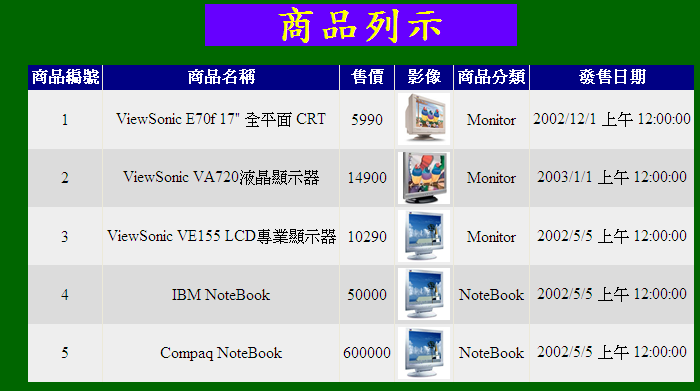 商品列示
商品編號 商品名稱 售價 影像 商品分類 發售日期
1 ViewSonic E70f 17" 全平面 CRT 5990 Monitor 2002/12/1 上午 12:00:00
2 ViewSonic VA720液晶顯示器 14900 Monitor 2003/1/1 上午 12:00:00
3 ViewSonic VE155 LCD專業顯示器 10290 Monitor 2002/5/5 上午 12:00:00
4 IBM NoteBook 50000 NoteBook 2002/5/5 上午 12:00:00
5 Compaq NoteBook 600000 NoteBook 2002/5/5 上午 12:00:00